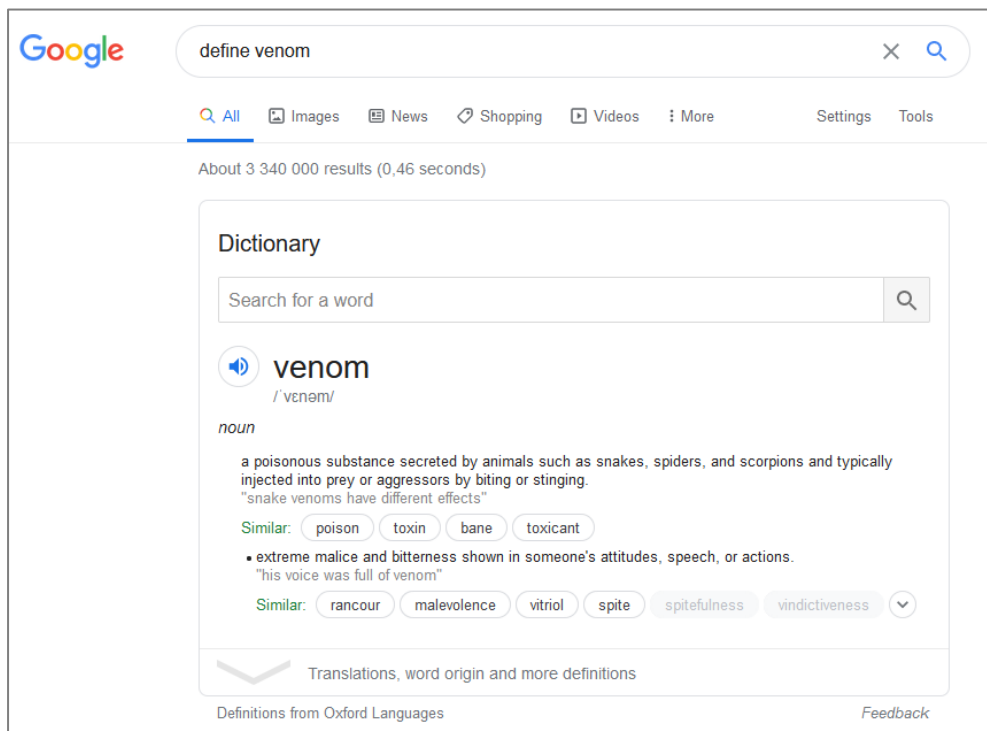 Google define venom
All Images News Shopping Videos More Settings Tools
About 3 340 000 results (0,46 seconds)
Dictionary
Search for a word
venom
/ˈvɛnəm/
noun
a poisonous substance secreted by animals such as snakes, spiders, and scorpions and typically
injected into prey or aggressors by biting or stinging.
"snake venoms have different effects"
Similar: poison toxin bane toxicant
• extreme malice and bitterness shown in someone's attitudes, speech, or actions.
"his voice was full of venom"
Similar: rancour malevolence vitriol spite spitefulness vindictiveness
Translations, word origin and more definitions
Definitions from Oxford Languages Feedback